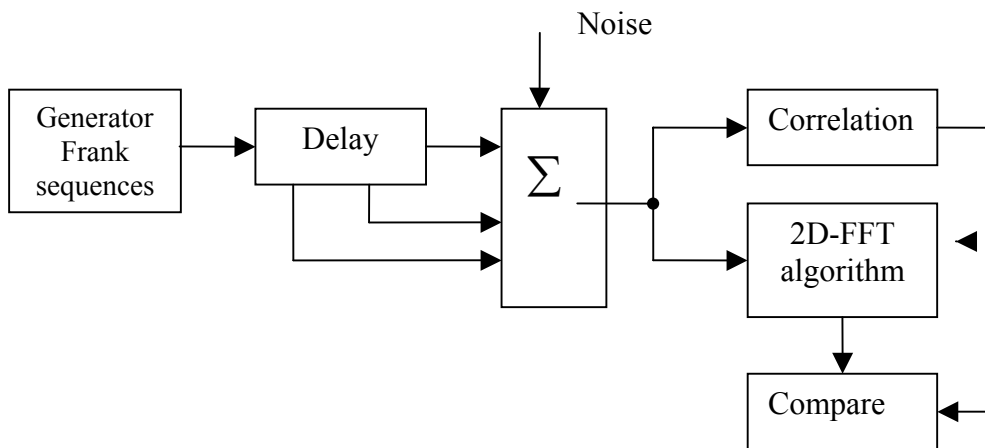 Noise
Generator
Frank
sequences
Delay
Σ
Correlation
2D-FFT
algorithm
Compare